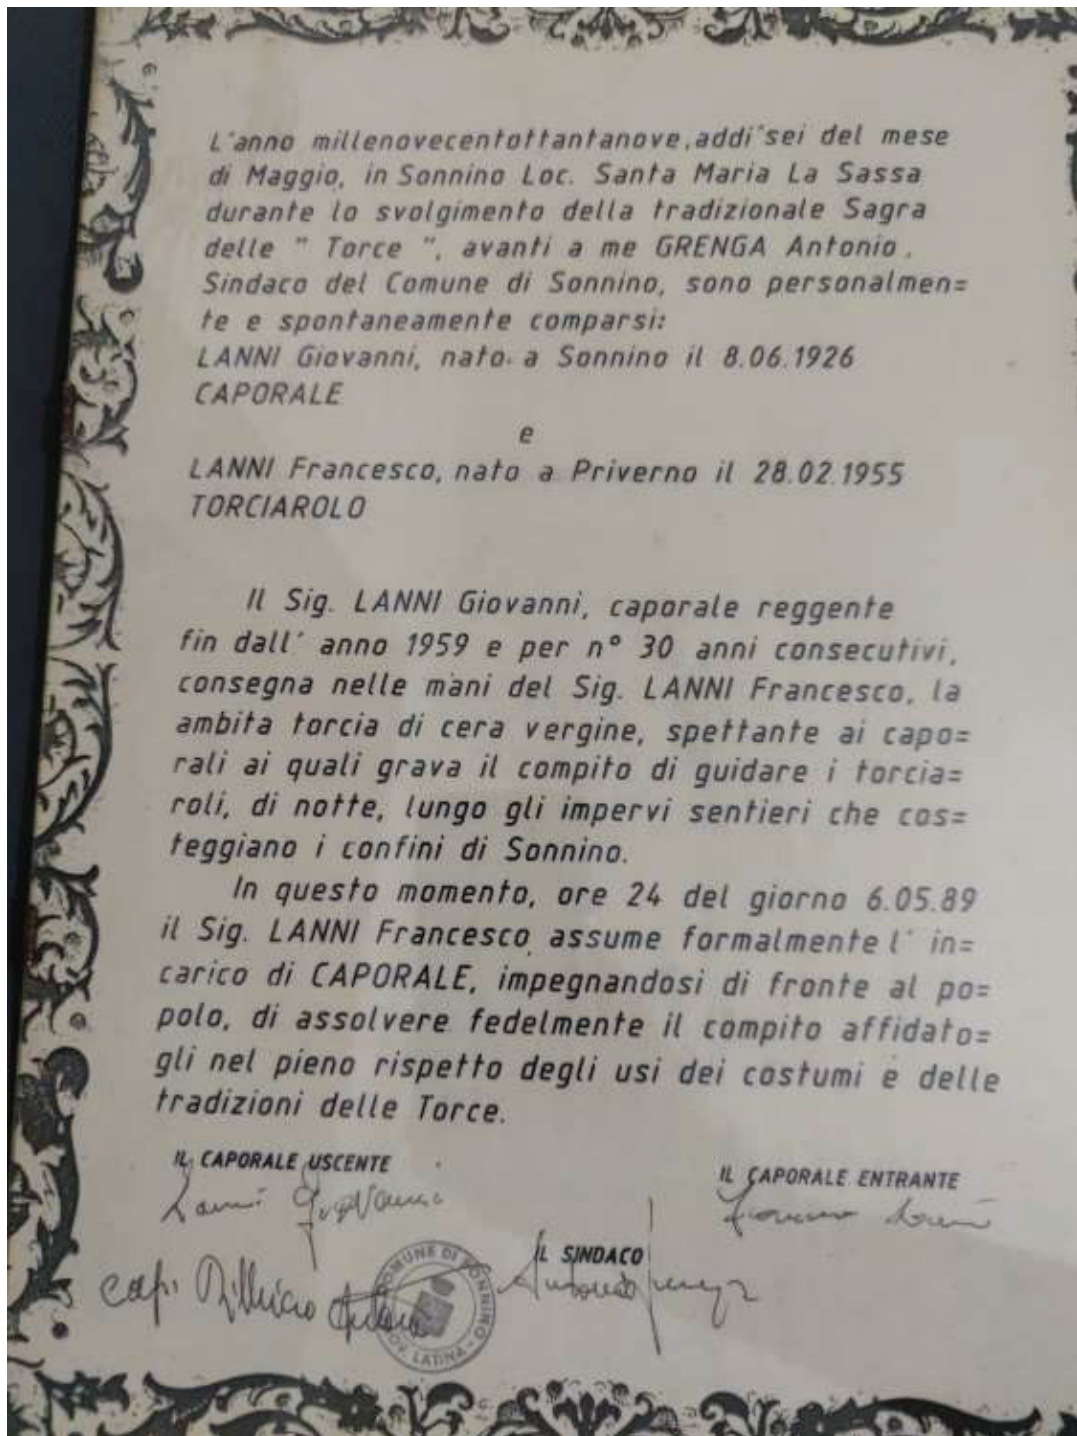 L'anno millenovecentottantanove, addi' sei del mese
di Maggio, in Sonnino Loc. Santa Maria La Sassa
durante lo svolgimento della tradizionale Sagra
delle " Torce ", avanti a me GRENGA Antonio.
Sindaco del Comune di Sonnino, sono personalmen=
te e spontaneamente comparsi:
LANNI Giovanni, nato a Sonnino il 8.06.1926
CAPORALE
e
LANNI Francesco, nato a Priverno il 28.02.1955
TORCIAROLO
Il Sig. LANNI Giovanni, caporale reggente
fin dall' anno 1959 e per n° 30 anni consecutivi,
consegna nelle mani del Sig. LANNI Francesco, la
ambita torcia di cera vergine, spettante ai capo=
rali ai quali grava il compito di guidare i torcia=
roli, di notte, lungo gli impervi sentieri che cos=
teggiano i confini di Sonnino.
In questo momento, ore 24 del giorno 6.05.89
il Sig. LANNI Francesco assume formalmente l' in=
carico di CAPORALE, impegnandosi di fronte al po=
polo, di assolvere fedelmente il compito affidato=
gli nel pieno rispetto degli usi dei costumi e delle
tradizioni delle Torce.
IL CAPORALE USCENTE
IL CAPORALE ENTRANTE
Lanni Giovanni
IL SINDACO
COMUNE DI SONNINO
LATINA